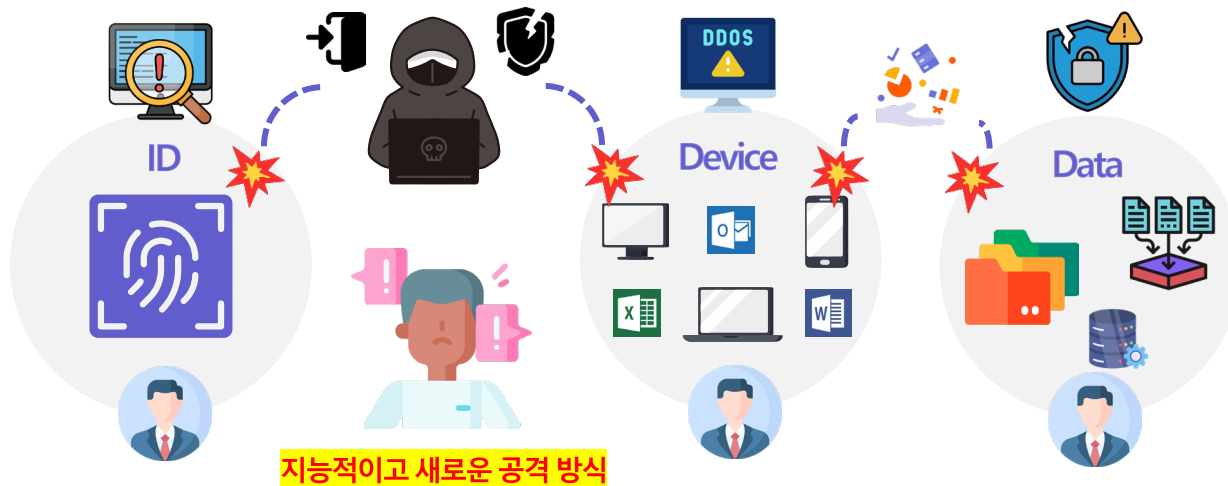 DDOS
ID
Device
Data
O
X
W
지능적이고 새로운 공격 방식